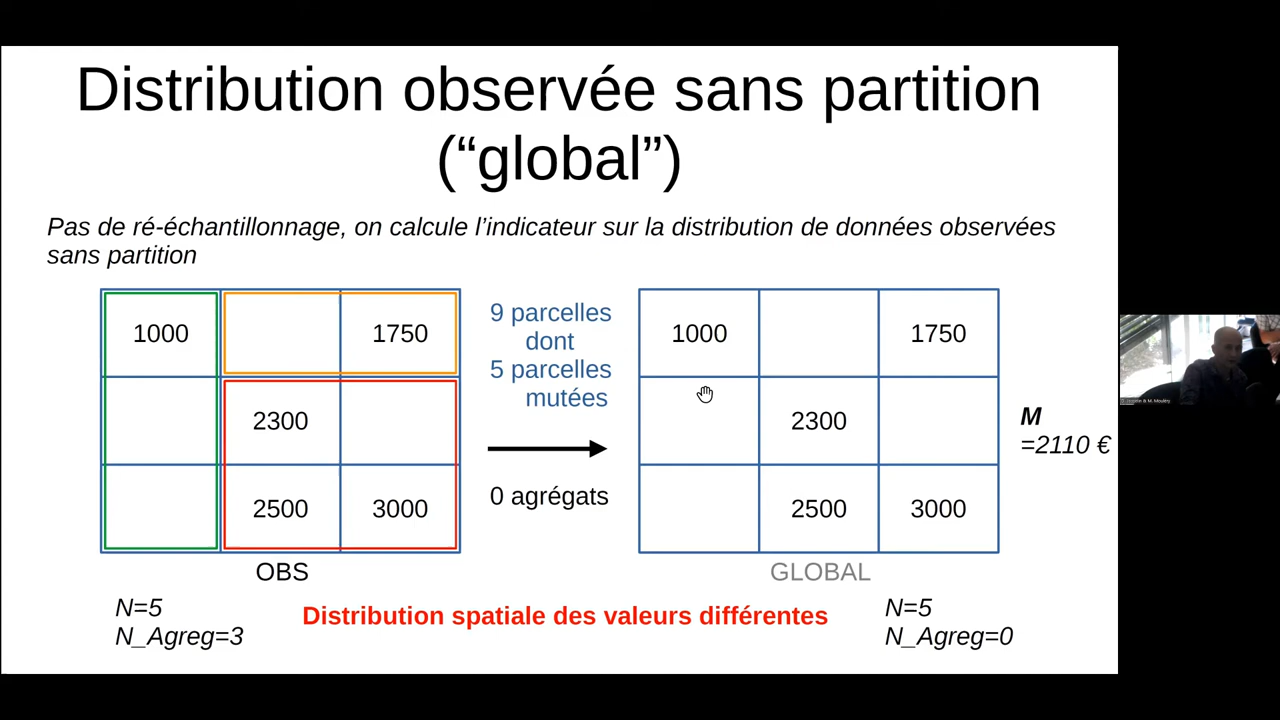 Distribution observée sans partition
(“global”)
Pas de ré-échantillonnage, on calcule l’indicateur sur la distribution de données observées
sans partition
1000
1750
2300
2500
3000
OBS
N=5
N_Agreg=3
9 parcelles
dont
5 parcelles
mutées
0 agrégats
1000
1750
2300
2500
3000
GLOBAL
M
=2110 €
N=5
N_Agreg=0
Distribution spatiale des valeurs différentes